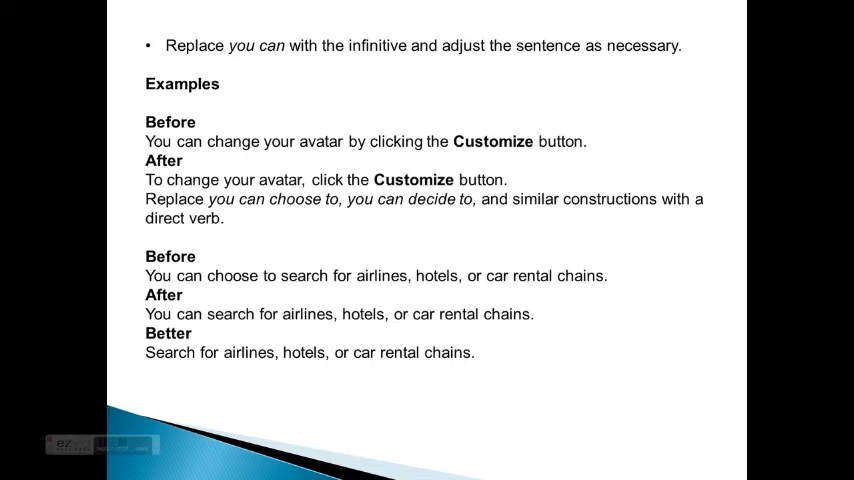 • Replace you can with the infinitive and adjust the sentence as necessary.
Examples
Before
You can change your avatar by clicking the Customize button.
After
To change your avatar, click the Customize button.
Replace you can choose to, you can decide to, and similar constructions with a
direct verb.
Before
You can choose to search for airlines, hotels, or car rental chains.
After
You can search for airlines, hotels, or car rental chains.
Better
Search for airlines, hotels, or car rental chains.
ez